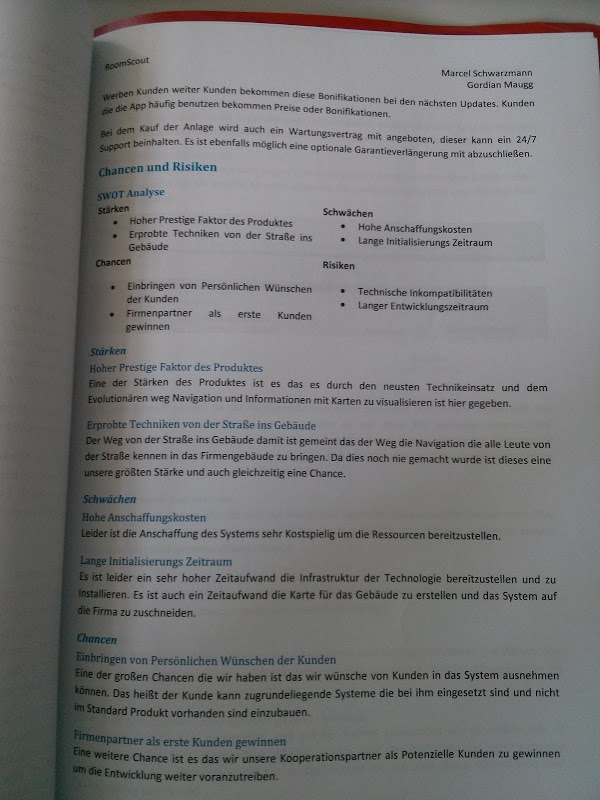 RoomScout
Marcel Schwarzmann
Gordian Maugg
Werben Kunden weiter Kunden bekommen diese Bonifikationen bei den nächsten Updates. Kunden
die die App häufig benutzen bekommen Preise oder Bonifikationen.
Bei dem Kauf der Anlage wird auch ein Wartungsvertrag mit angeboten, dieser kann ein 24/7
Support beinhalten. Es ist ebenfalls möglich eine optionale Garantieverlängerung mit abzuschließen.
Chancen und Risiken
SWOT Analyse
Stärken
• Hoher Prestige Faktor des Produktes
• Erprobte Techniken von der Straße ins
Gebäude
Schwächen
• Hohe Anschaffungskosten
• Lange Initialisierungs Zeitraum
Chancen
• Einbringen von Persönlichen Wünschen
der Kunden
• Firmenpartner als erste Kunden
gewinnen
Risiken
• Technische Inkompatibilitäten
• Langer Entwicklungszeitraum
Stärken
Hoher Prestige Faktor des Produktes
Eine der Stärken des Produktes ist es das es durch den neusten Technikeinsatz und dem
Evolutionären weg Navigation und Informationen mit Karten zu visualisieren ist hier gegeben.
Erprobte Techniken von der Straße ins Gebäude
Der Weg von der Straße ins Gebäude damit ist gemeint das der Weg die Navigation die alle Leute von
der Straße kennen in das Firmengebäude zu bringen. Da dies noch nie gemacht wurde ist dieses eine
unsere größten Stärke und auch gleichzeitig eine Chance.
Schwächen
Hohe Anschaffungskosten
Leider ist die Anschaffung des Systems sehr Kostspielig um die Ressourcen bereitzustellen.
Lange Initialisierungs Zeitraum
Es ist leider ein sehr hoher Zeitaufwand die Infrastruktur der Technologie bereitzustellen und zu
Installieren. Es ist auch ein Zeitaufwand die Karte für das Gebäude zu erstellen und das System auf
die Firma zu zuschneiden.
Chancen
Einbringen von Persönlichen Wünschen der Kunden
Eine der großen Chancen die wir haben ist das wir wünsche von Kunden in das System ausnehmen
können. Das heißt der Kunde kann zugrundeliegende Systeme die bei ihm eingesetzt sind und nicht
im Standard Produkt vorhanden sind einzubauen.
Firmenpartner als erste Kunden gewinnen
Eine weitere Chance ist es das wir unsere Kooperationspartner als Potenzielle Kunden zu gewinnen
um die Entwicklung weiter voranzutreiben.